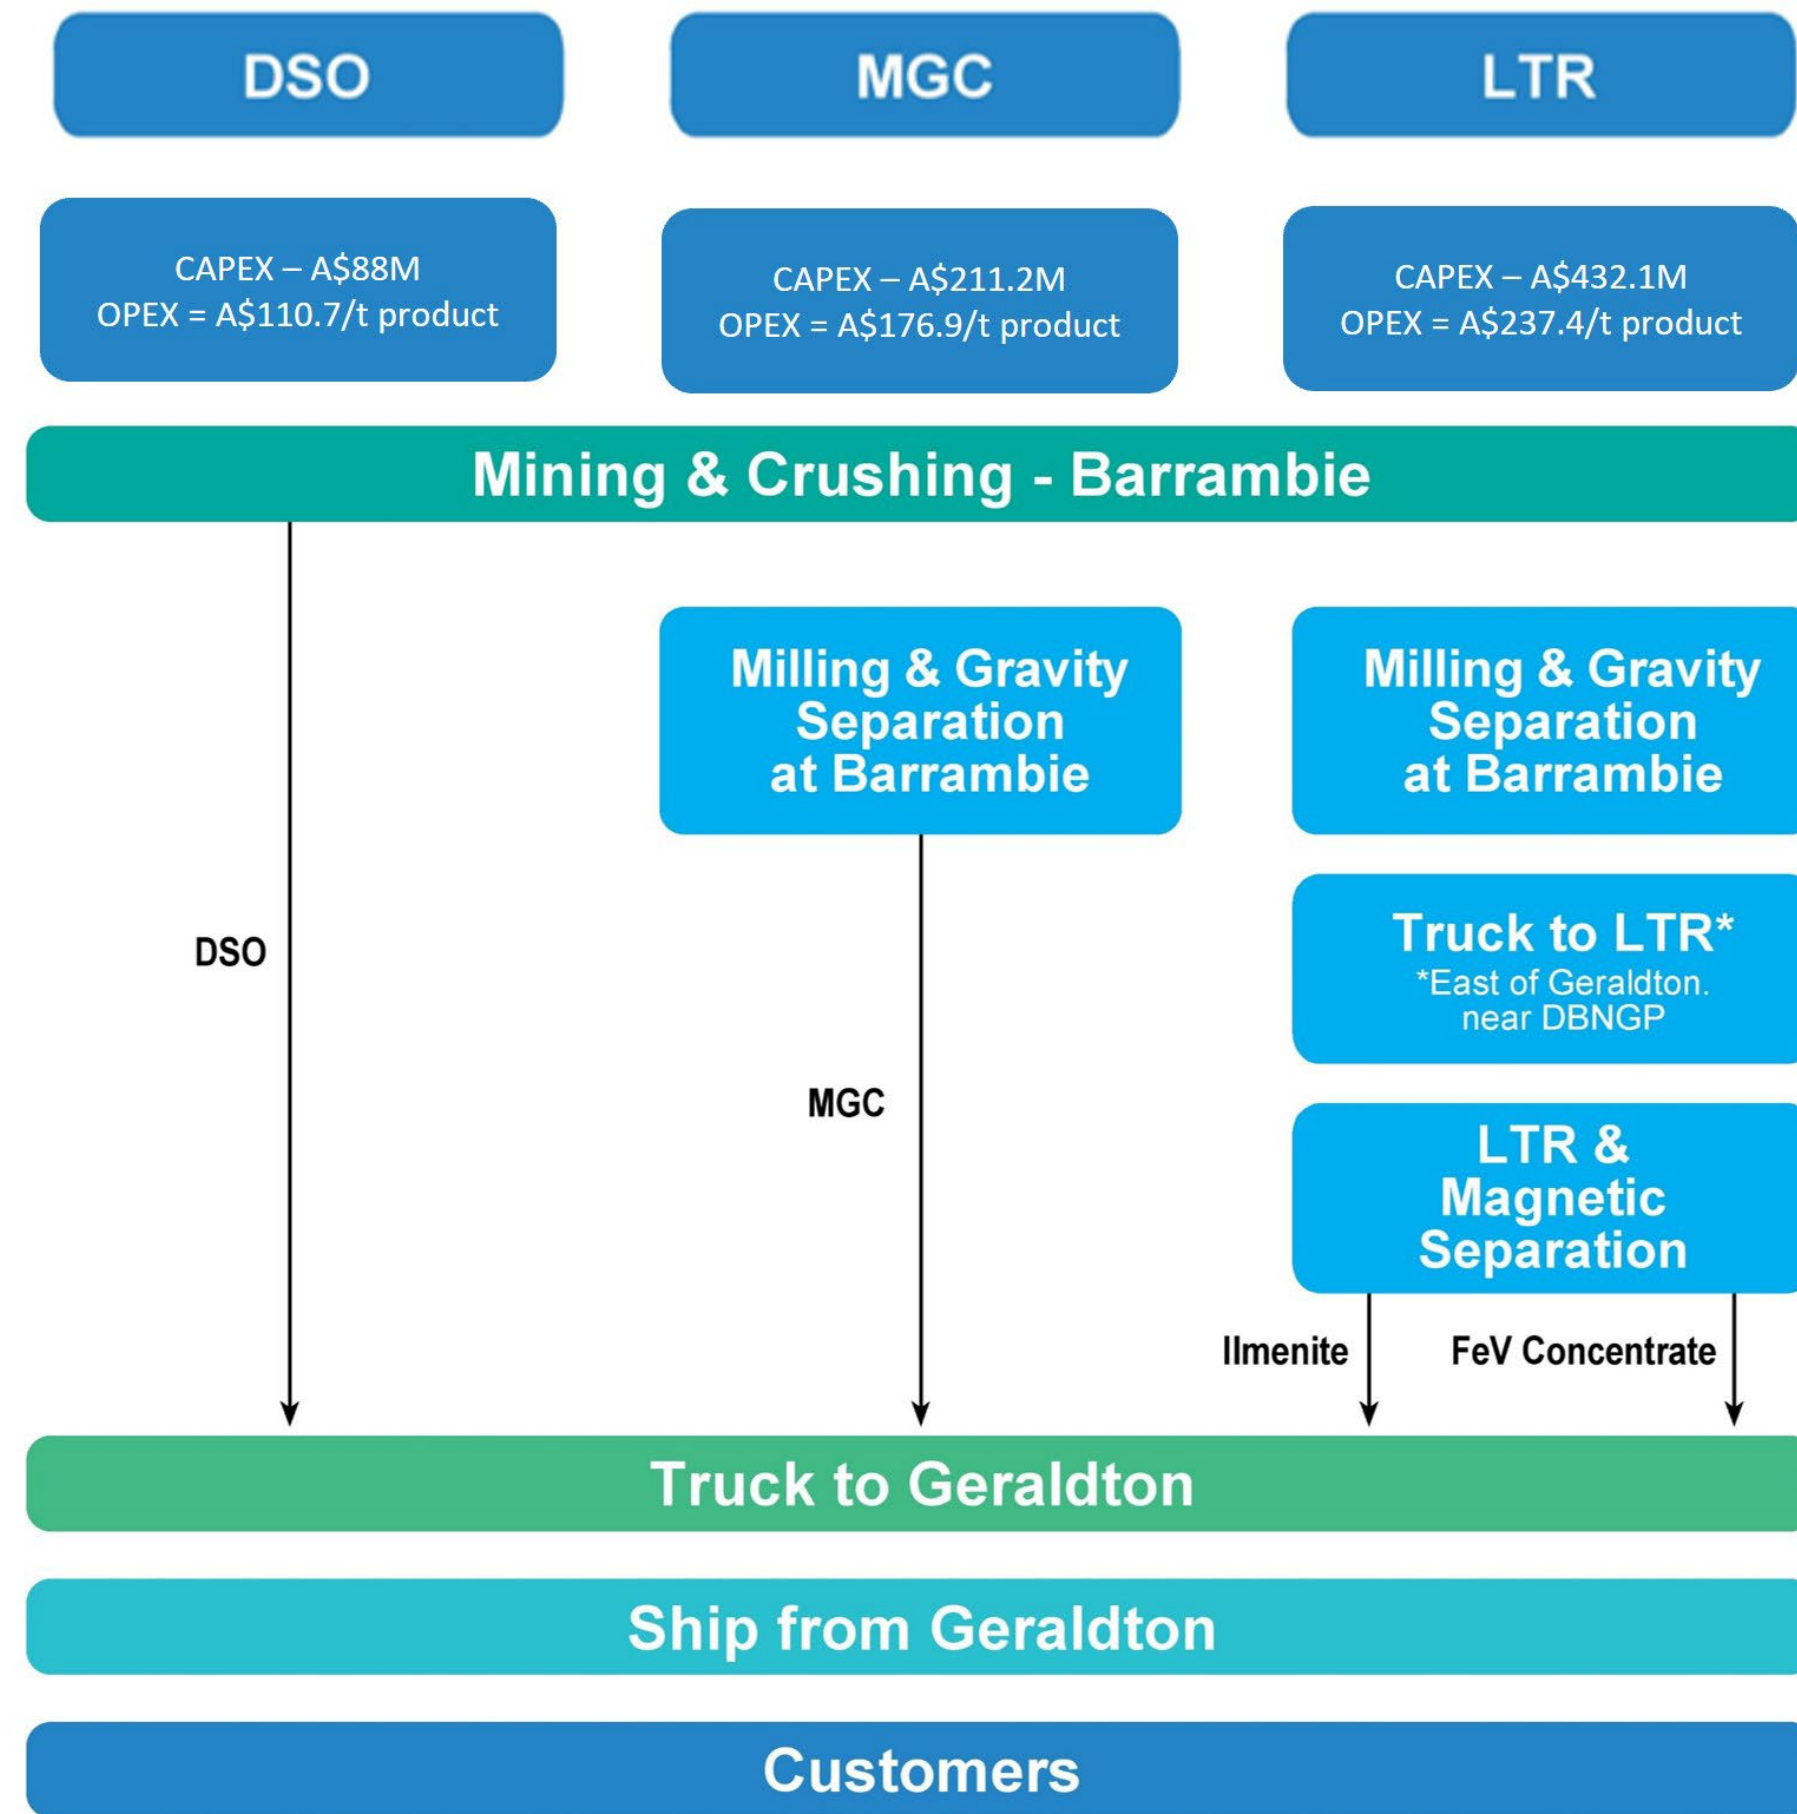 DSO
MGC
LTR
CAPEX – A$88M
OPEX = A$110.7/t product
CAPEX – A$211.2M
OPEX = A$176.9/t product
CAPEX – A$432.1M
OPEX = A$237.4/t product
Mining & Crushing - Barrambie
Milling & Gravity
Separation
at Barrambie
Milling & Gravity
Separation
at Barrambie
Truck to LTR*
*East of Geraldton.
near DBNGP
DSO
MGC
LTR &
Magnetic
Separation
Ilmenite
FeV Concentrate
Truck to Geraldton
Ship from Geraldton
Customers